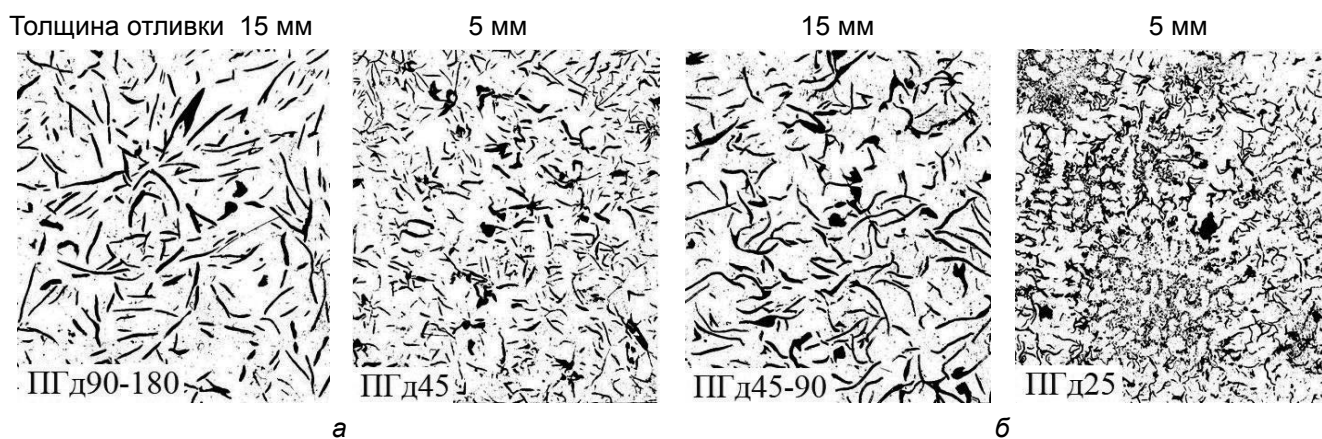 Толщина отливки 15 мм 5 мм 15 мм 5 мм
ПГд90-180 ПГд45 ПГд45-90 ПГд25
а б